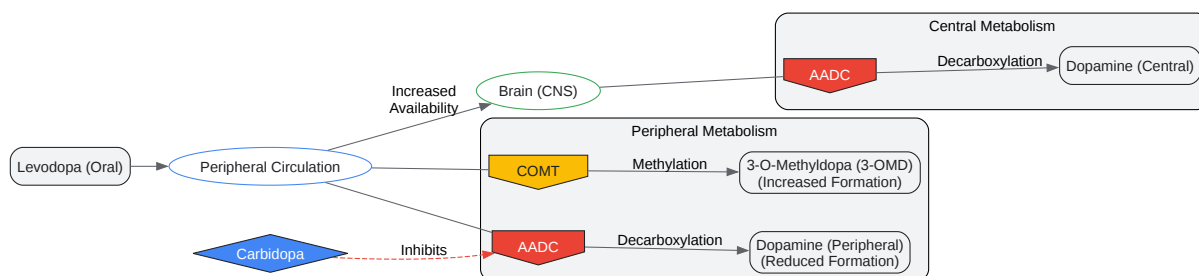 Central Metabolism
AADC
Decarboxylation
Dopamine (Central)
Increased
Availability
Brain (CNS)
Peripheral Metabolism
Levodopa (Oral)
Peripheral Circulation
COMT
Methylation
3-O-Methyldopa (3-OMD)
(Increased Formation)
Carbidopa
Inhibits
AADC
Decarboxylation
Dopamine (Peripheral)
(Reduced Formation)